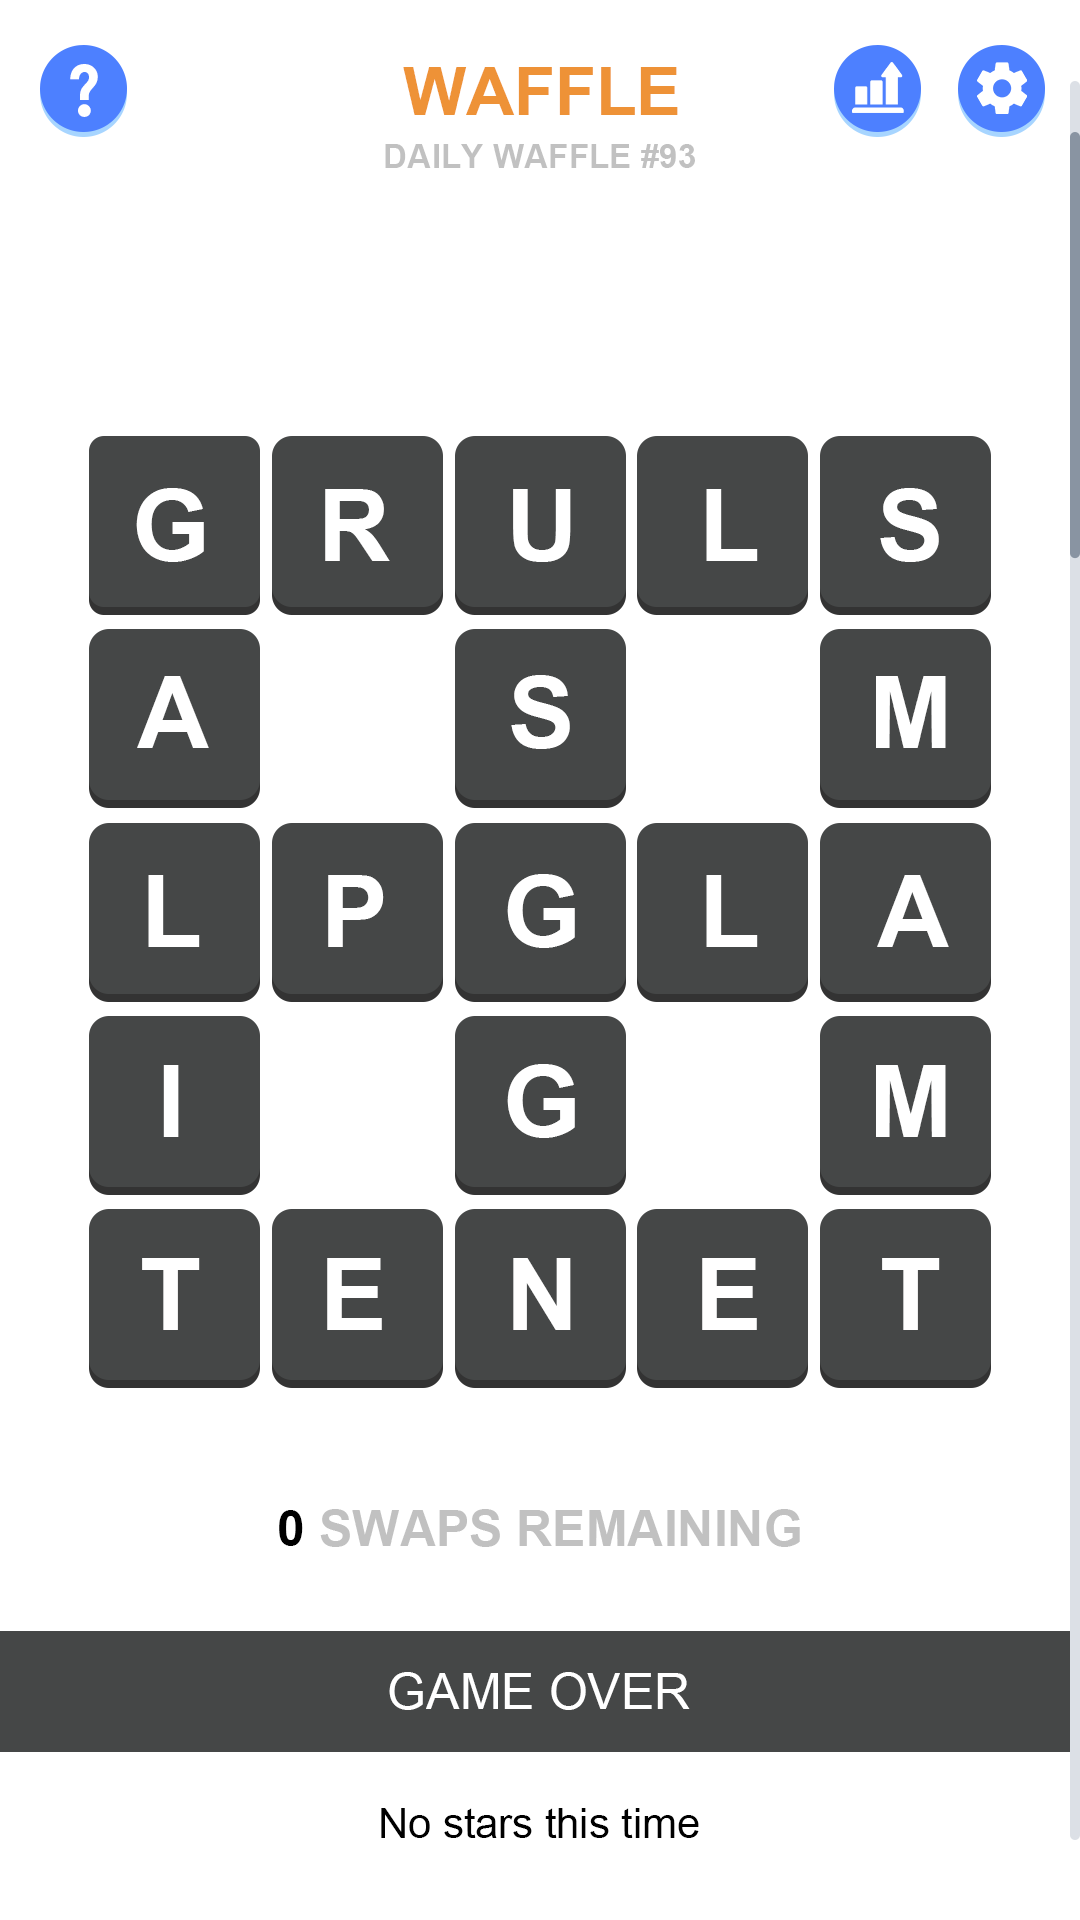 ?
WAFFLE
DAILY WAFFLE #93
G R U L S
A S M
L P G L A
I G M
T E N E T
0 SWAPS REMAINING
GAME OVER
No stars this time